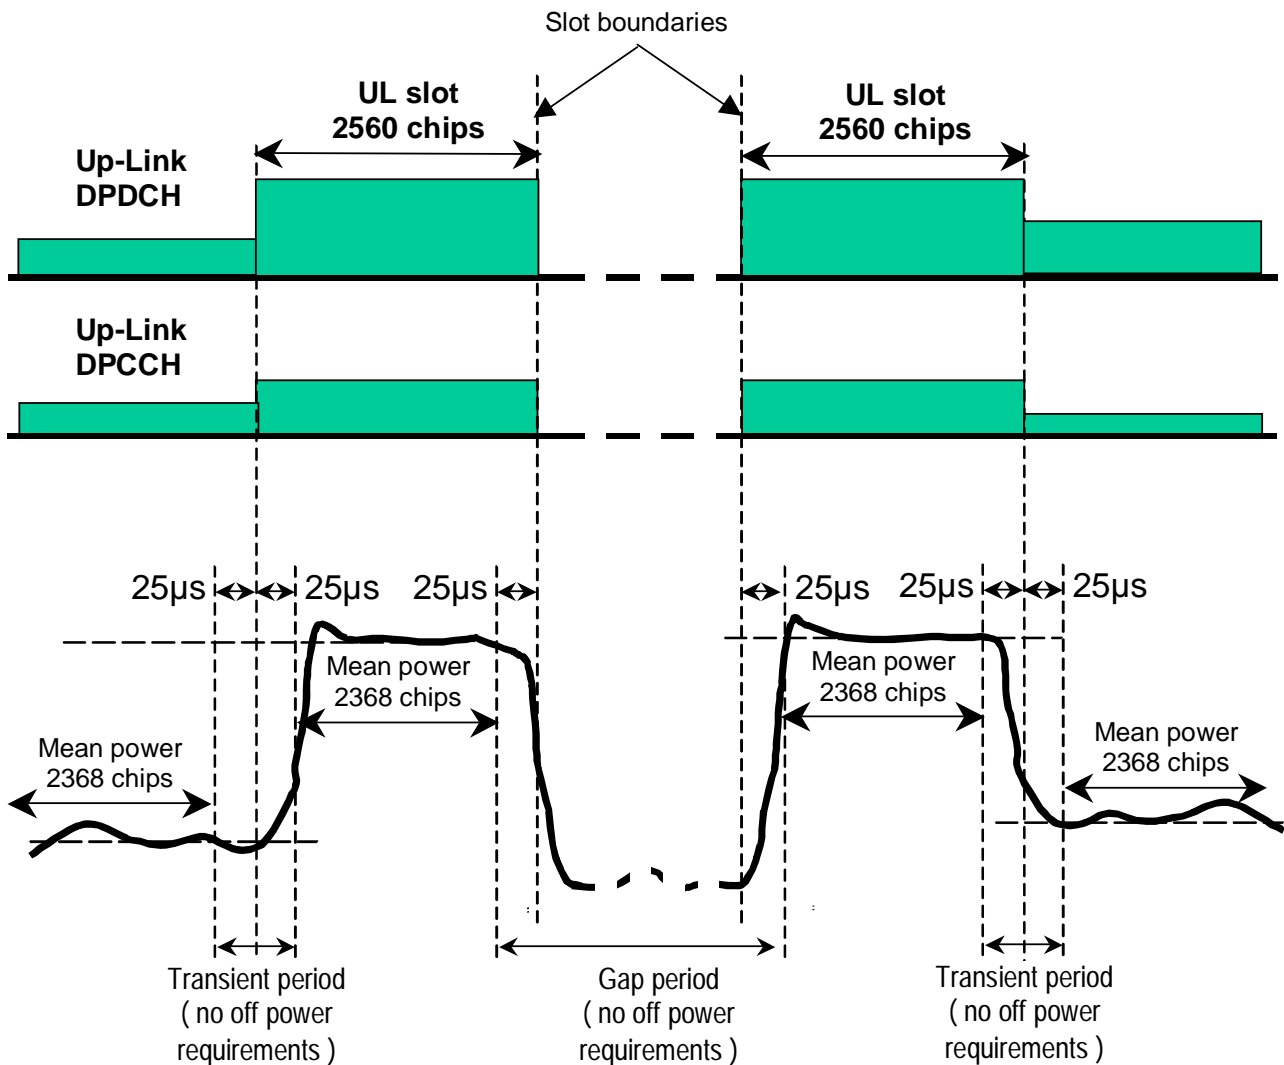 Slot boundaries
UL slot
2560 chips
UL slot
2560 chips
Up-Link
DPDCH
Up-Link
DPCCH
25µs
25µs
25µs
25µs
25µs
25µs
Mean power
2368 chips
Mean power
2368 chips
Mean power
2368 chips
Mean power
2368 chips
Transient period
( no off power
requirements )
Gap period
( no off power
requirements )
Transient period
( no off power
requirements )